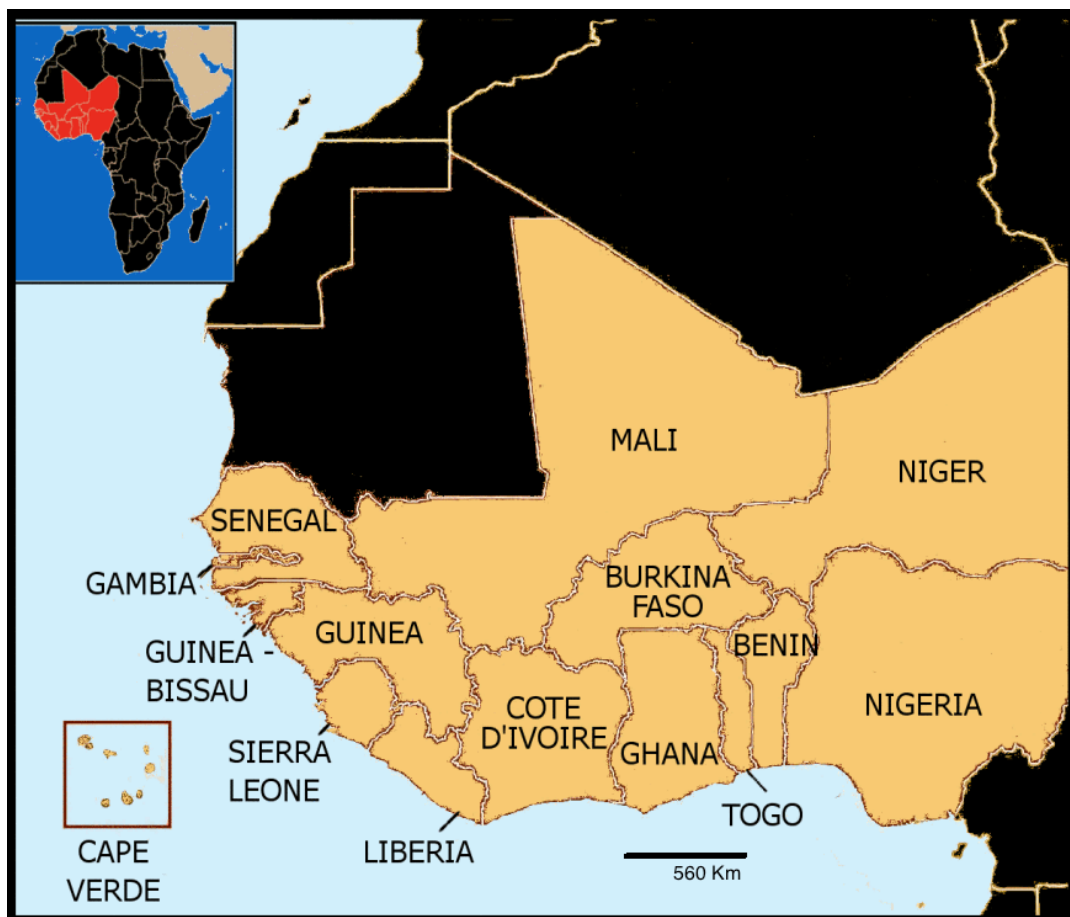 MALI
NIGER
SENEGAL
GAMBIA
BURKINA
FASO
GUINEA
BENIN
GUINEA -
BISSAU
NIGERIA
COTE
D'IVOIRE
GHANA
SIERRA
LEONE
TOGO
LIBERIA
CAPE
VERDE
560 Km